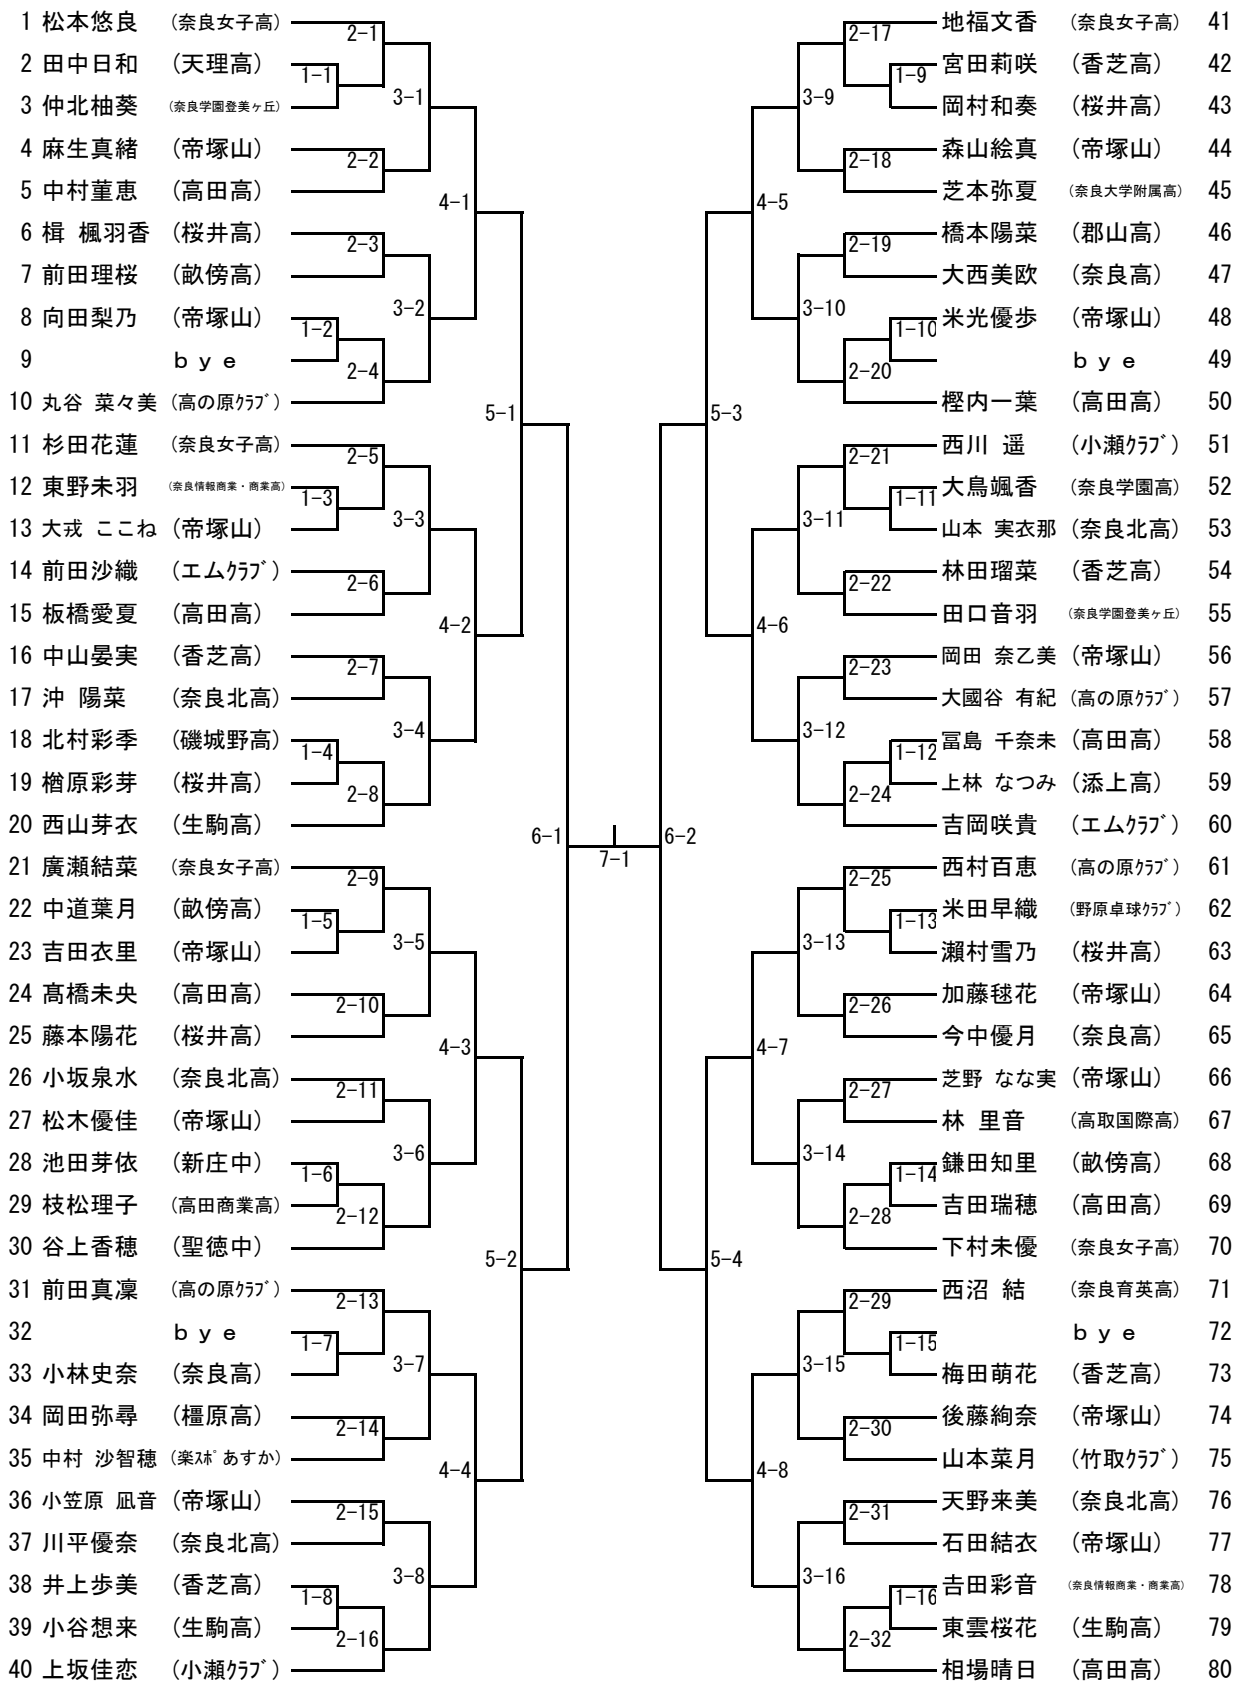 1 松本悠良 (奈良女子高)
2 田中日和 (天理高)
3 仲北柚葵 (奈良学園登美ヶ丘)
4 麻生真緒 (帝塚山)
5 中村菫恵 (高田高)
6 楫 楓羽香 (桜井高)
7 前田理桜 (畝傍高)
8 向田梨乃 (帝塚山)
9 bye
10 丸谷 菜々美 (高の原ｸﾗﾌﾞ)
11 杉田花蓮 (奈良女子高)
12 東野未羽 (奈良情報商業・商業高)
13 大戎 ここね (帝塚山)
14 前田沙織 (エムｸﾗﾌﾞ)
15 板橋愛夏 (高田高)
16 中山晏実 (香芝高)
17 沖 陽菜 (奈良北高)
18 北村彩季 (磯城野高)
19 楢原彩芽 (桜井高)
20 西山芽衣 (生駒高)
21 廣瀬結菜 (奈良女子高)
22 中道葉月 (畝傍高)
23 吉田衣里 (帝塚山)
24 髙橋未央 (高田高)
25 藤本陽花 (桜井高)
26 小坂泉水 (奈良北高)
27 松木優佳 (帝塚山)
28 池田芽依 (新庄中)
29 枝松理子 (高田商業高)
30 谷上香穂 (聖徳中)
31 前田真凜 (高の原ｸﾗﾌﾞ)
32 bye
33 小林史奈 (奈良高)
34 岡田弥尋 (橿原高)
35 中村 沙智穂 (楽ｽﾎﾟあすか)
36 小笠原 凪音 (帝塚山)
37 川平優奈 (奈良北高)
38 井上歩美 (香芝高)
39 小谷想来 (生駒高)
40 上坂佳恋 (小瀬ｸﾗﾌﾞ)
1-1
1-2
1-3
1-4
1-5
1-6
1-7
1-8
2-1
2-2
2-3
2-4
2-5
2-6
2-7
2-8
2-9
2-10
2-11
2-12
2-13
2-14
2-15
2-16
3-1
3-2
3-3
3-4
3-5
3-6
3-7
3-8
4-1
4-2
4-3
4-4
5-1
5-2
6-1
7-1
6-2
5-3
5-4
4-5
4-6
4-7
4-8
3-9
3-10
3-11
3-12
3-13
3-14
3-15
3-16
2-17
2-18
2-19
2-20
2-21
2-22
2-23
2-24
2-25
2-26
2-27
2-28
2-29
2-30
2-31
2-32
1-9
1-10
1-11
1-12
1-13
1-14
1-15
1-16
地福文香 (奈良女子高) 41
宮田莉咲 (香芝高) 42
岡村和奏 (桜井高) 43
森山絵真 (帝塚山) 44
芝本弥夏 (奈良大学附属高) 45
橋本陽菜 (郡山高) 46
大西美欧 (奈良高) 47
米光優歩 (帝塚山) 48
bye 49
樫内一葉 (高田高) 50
西川 遥 (小瀬ｸﾗﾌﾞ) 51
大鳥颯香 (奈良学園高) 52
山本 実衣那 (奈良北高) 53
林田瑠菜 (香芝高) 54
田口音羽 (奈良学園登美ヶ丘) 55
岡田 奈乙美 (帝塚山) 56
大國谷 有紀 (高の原ｸﾗﾌﾞ) 57
冨島 千奈未 (高田高) 58
上林 なつみ (添上高) 59
吉岡咲貴 (エムｸﾗﾌﾞ) 60
西村百恵 (高の原ｸﾗﾌﾞ) 61
米田早織 (野原卓球ｸﾗﾌﾞ) 62
瀨村雪乃 (桜井高) 63
加藤毬花 (帝塚山) 64
今中優月 (奈良高) 65
芝野 なな実 (帝塚山) 66
林 里音 (高取国際高) 67
鎌田知里 (畝傍高) 68
吉田瑞穂 (高田高) 69
下村未優 (奈良女子高) 70
西沼 結 (奈良育英高) 71
bye 72
梅田萌花 (香芝高) 73
後藤絢奈 (帝塚山) 74
山本菜月 (竹取ｸﾗﾌﾞ) 75
天野来美 (奈良北高) 76
石田結衣 (帝塚山) 77
𠮷田彩音 (奈良情報商業・商業高) 78
東雲桜花 (生駒高) 79
相場晴日 (高田高) 80